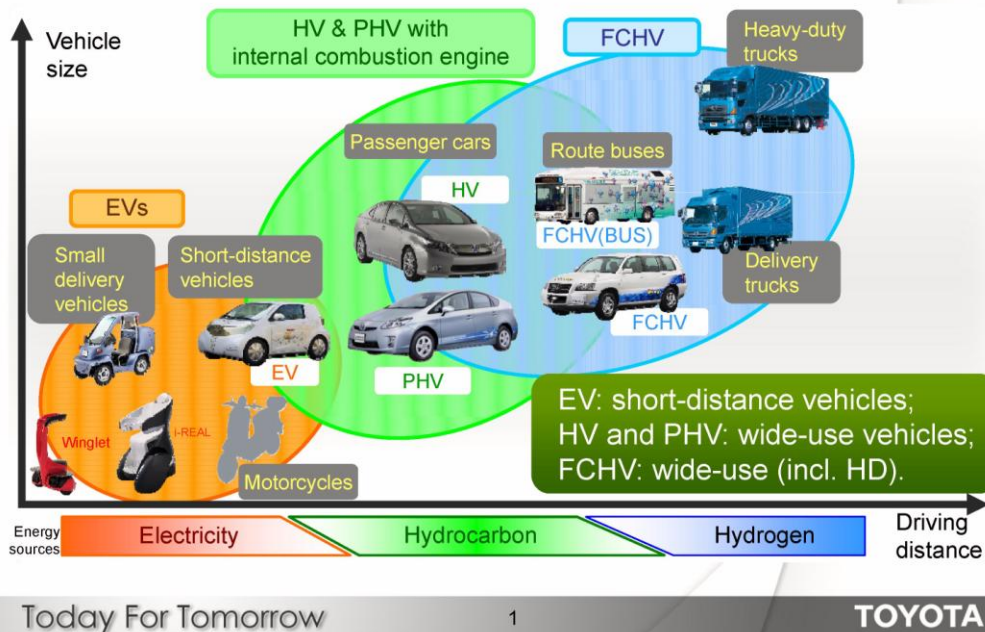 Vehicle
size
HV & PHV with
internal combustion engine
FCHV
Heavy-duty
trucks
Passenger cars
Route buses
HV
EVs
FCHV(BUS)
Small
delivery
vehicles
Short-distance
vehicles
Delivery
trucks
FCHV
EV
PHV
Winglet
i-REAL
Motorcycles
EV: short-distance vehicles;
HV and PHV: wide-use vehicles;
FCHV: wide-use (incl. HD).
Energy
sources
Electricity
Hydrocarbon
Hydrogen
Driving
distance
Today For Tomorrow
1
TOYOTA